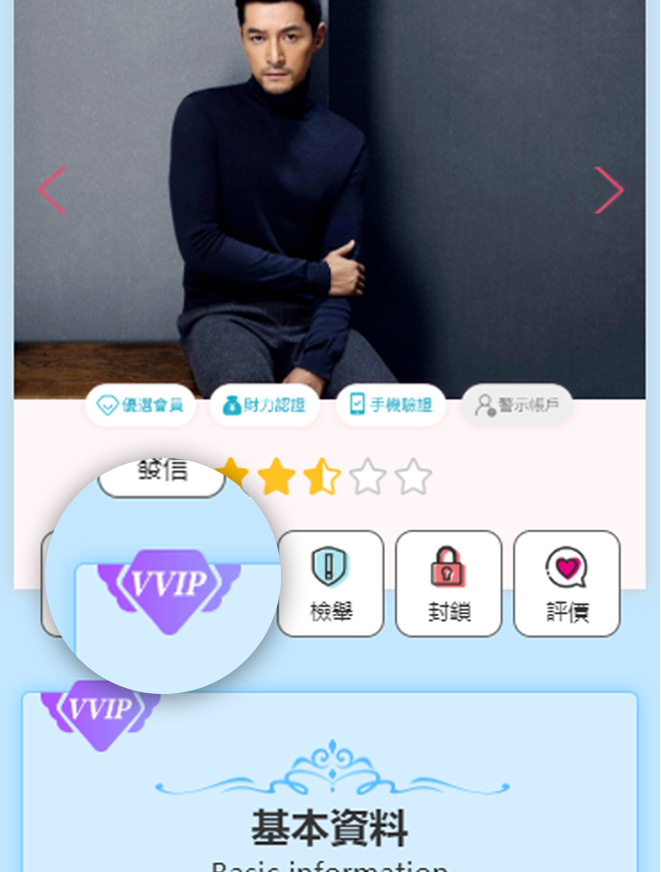 優選會員
財力認證
手機驗證
警示帳戶
發信
檢舉
封鎖
評價
VVIP
VVIP
基本資料
Basic information